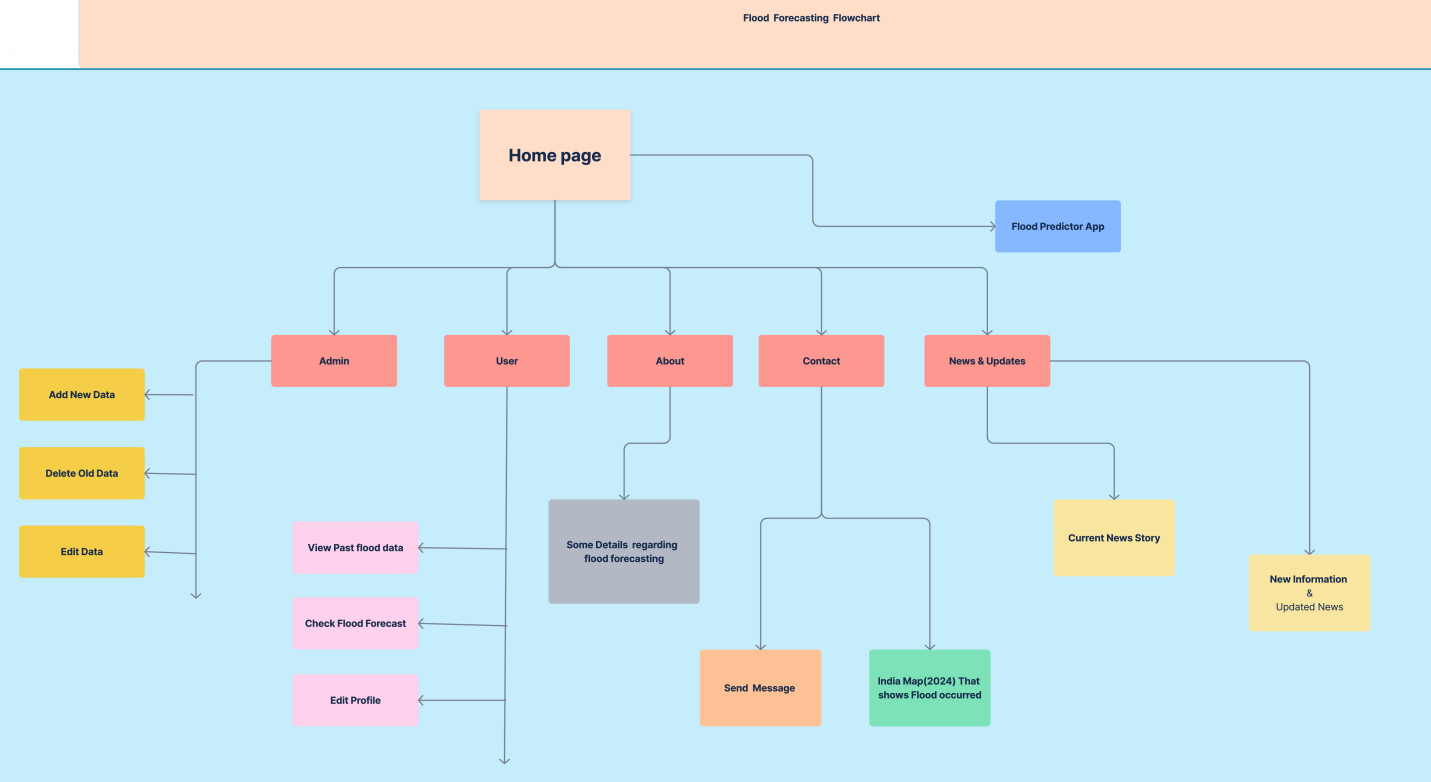 Flood Forecasting Flowchart
Home page
Flood Predictor App
Admin
User
About
Contact
News & Updates
Add New Data
Delete Old Data
Edit Data
View Past flood data
Check Flood Forecast
Edit Profile
Some Details regarding
flood forecasting
Send Message
India Map(2024) That
shows Flood occurred
Current News Story
New Information
&
Updated News